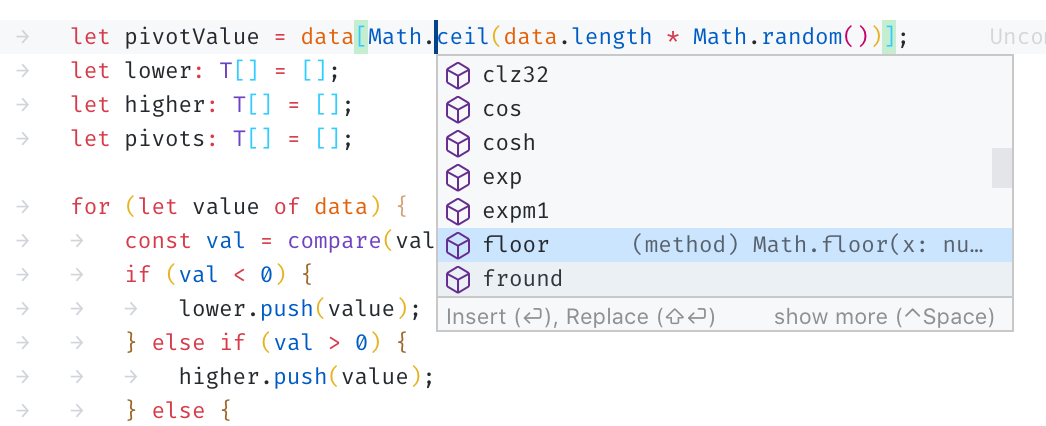 let pivotValue = data[Math.ceil(data.length * Math.random())];
let lower: T[] = [];
let higher: T[] = [];
let pivots: T[] = [];
clz32
cos
cosh
exp
expm1
floor (method) Math.floor(x: nu…
fround
Insert (⏎), Replace (⇧⏎) show more (^Space)
for (let value of data) {
const val = compare(val
if (val < 0) {
lower.push(value);
} else if (val > 0) {
higher.push(value);
} else {